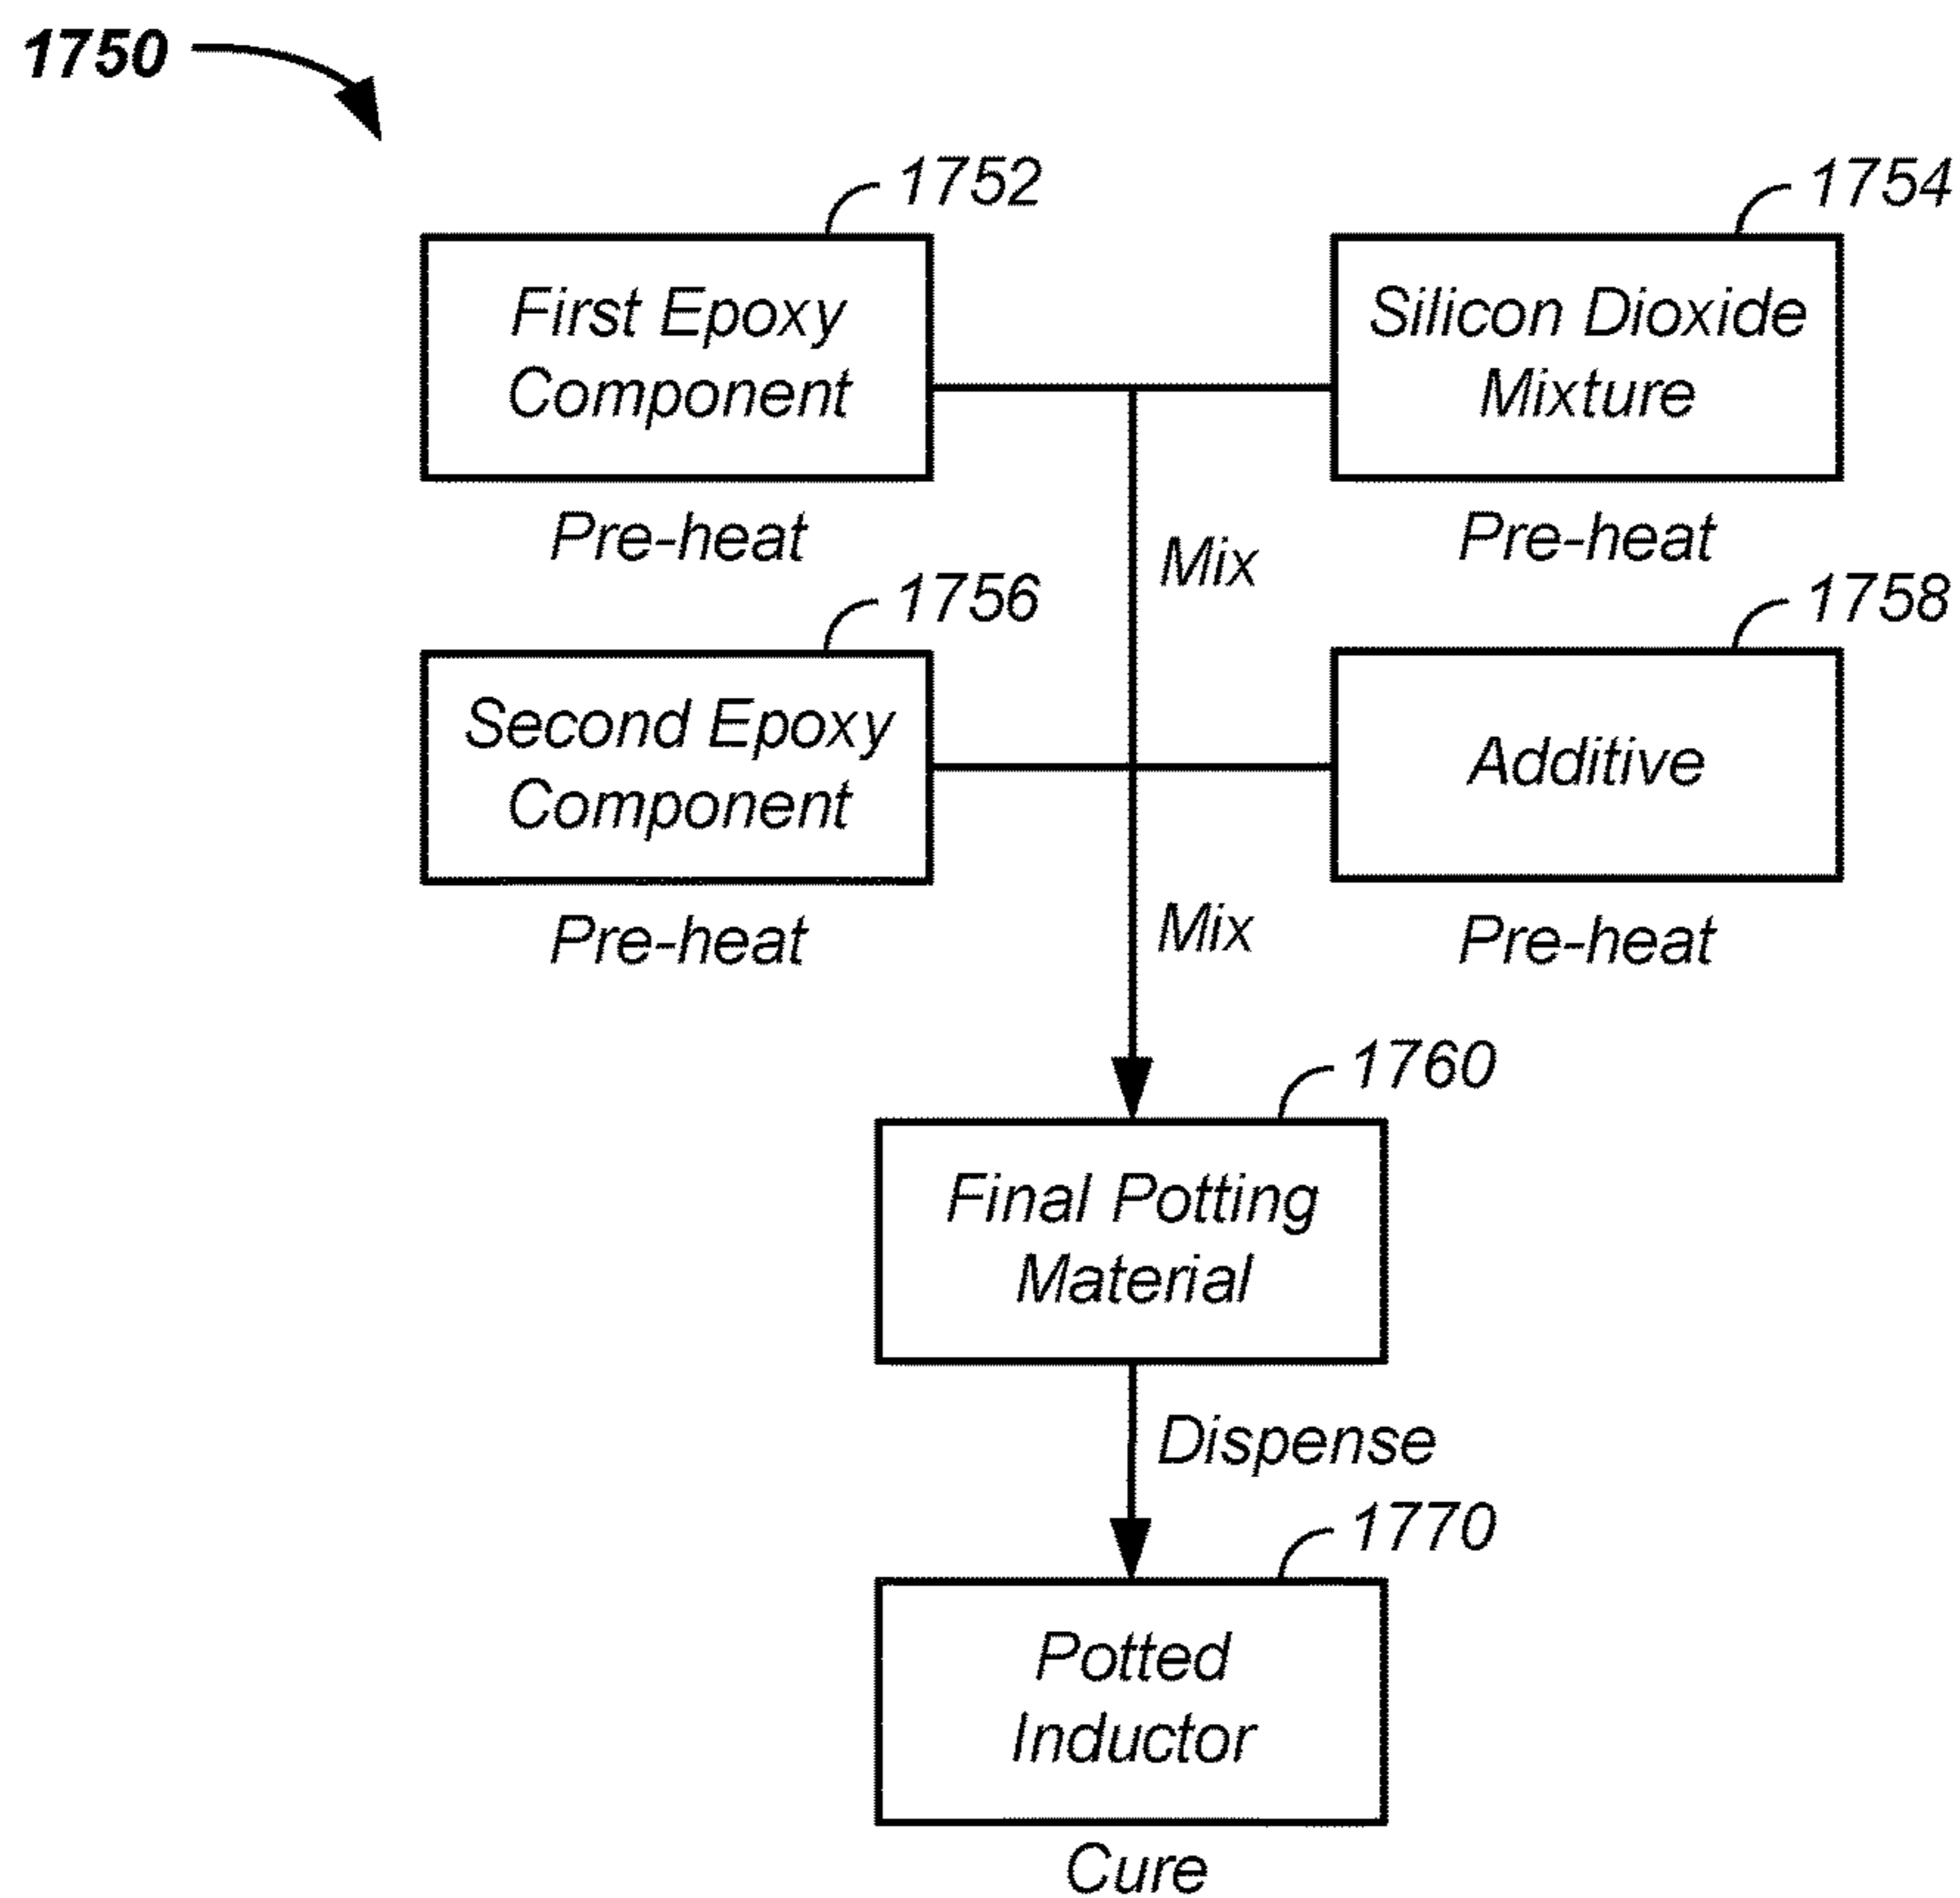 1750
1752
1754
First Epoxy
Component
Silicon Dioxide
Mixture
Pre-heat
Mix
Pre-heat
1756
1758
Second Epoxy
Component
Additive
Pre-heat
Mix
Pre-heat
1760
Final Potting
Material
Dispense
1770
Potted
Inductor
Cure